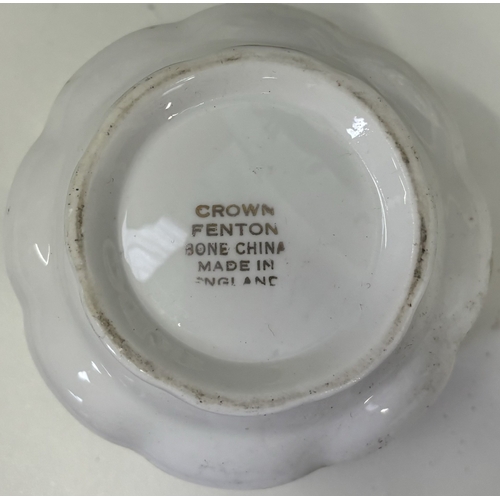 CROWN
FENTON
BONE CHINA
MADE IN
ENGLAND